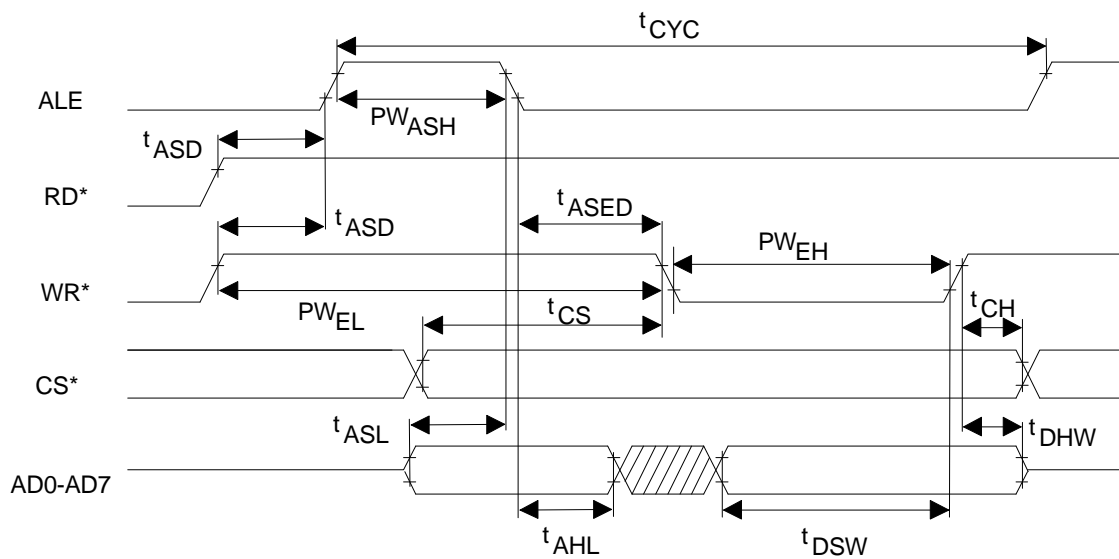 tCYC
ALE
PWASH
tASD
RD*
tASED
tASD
PWEH
WR*
PWEL
tCS
tCH
CS*
tASL
tDHW
AD0-AD7
tAHL
tDSW